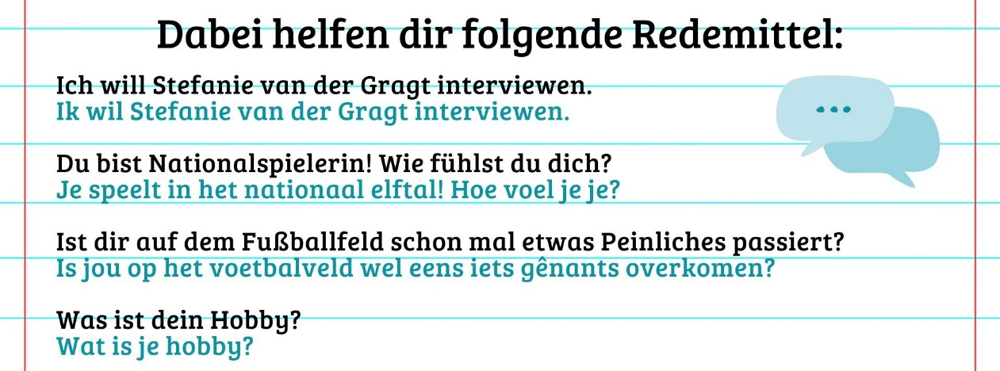 Dabei helfen dir folgende Redemittel:
Ich will Stefanie van der Gragt interviewen.
Ik wil Stefanie van der Gragt interviewen.
Du bist Nationalspielerin! Wie fühlst du dich?
Je speelt in het nationaal elftal! Hoe voel je je?
Ist dir auf dem Fußballfeld schon mal etwas Peinliches passiert?
Is jou op het voetbalveld wel eens iets gênants overkomen?
Was ist dein Hobby?
Wat is je hobby?